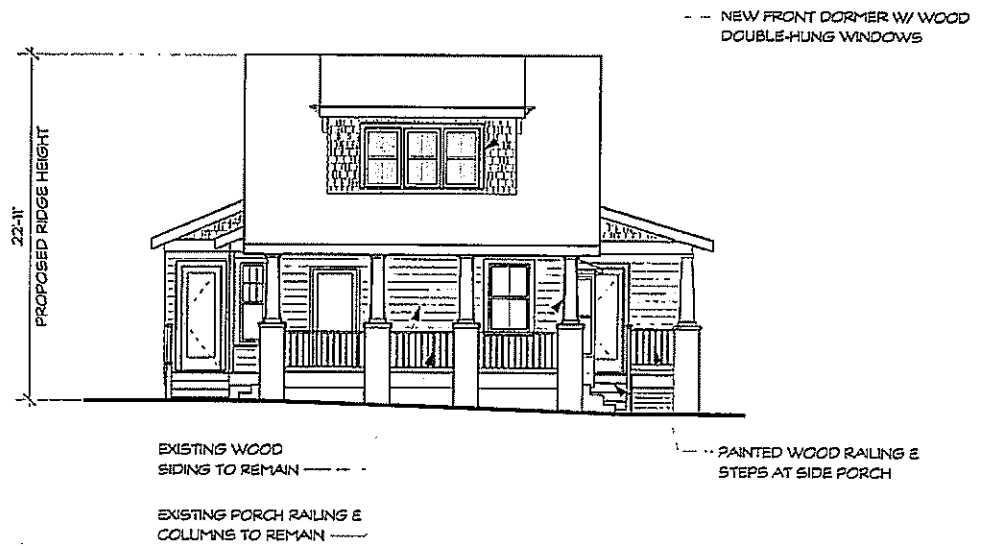 NEW FRONT DORMER W/ WOOD
DOUBLE-HUNG WINDOWS
22'-11"
PROPOSED RIDGE HEIGHT
EXISTING WOOD
SIDING TO REMAIN
PAINTED WOOD RAILING &
STEPS AT SIDE PORCH
EXISTING PORCH RAILING &
COLUMNS TO REMAIN